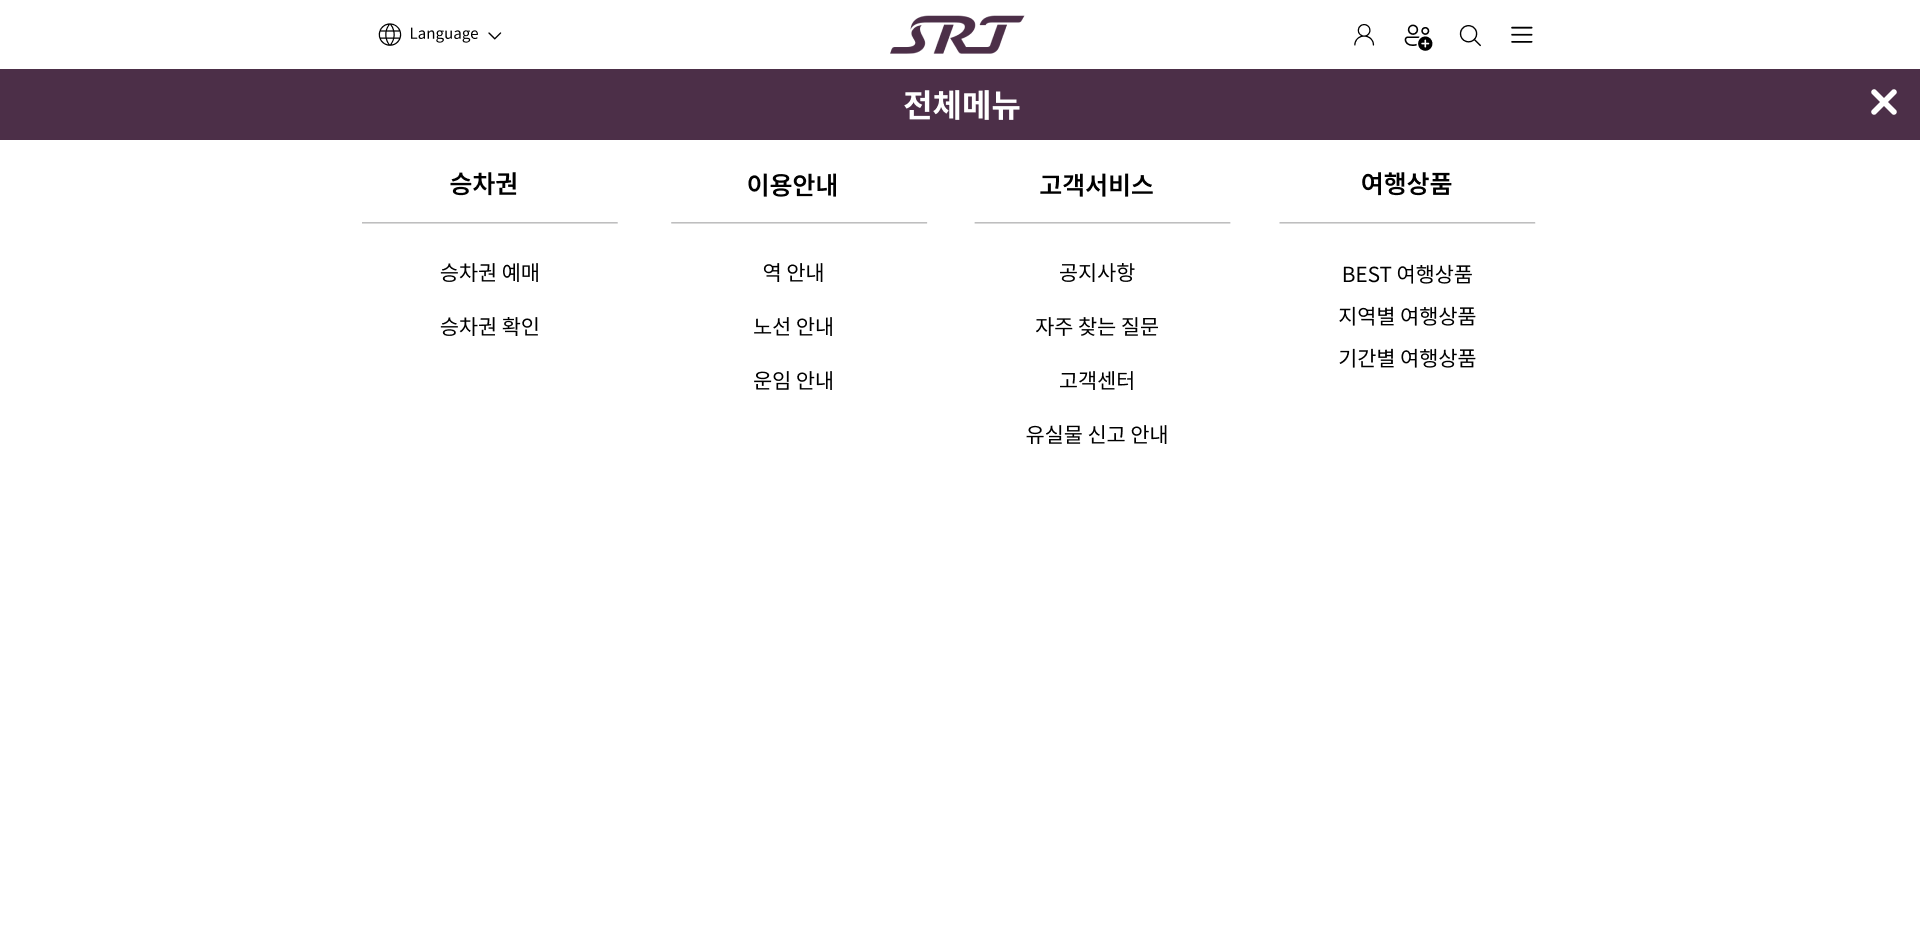 Language
SRT
전체메뉴
승차권
승차권 예매
승차권 확인
이용안내
역 안내
노선 안내
운임 안내
고객서비스
공지사항
자주 찾는 질문
고객센터
유실물 신고 안내
여행상품
BEST 여행상품
지역별 여행상품
기간별 여행상품